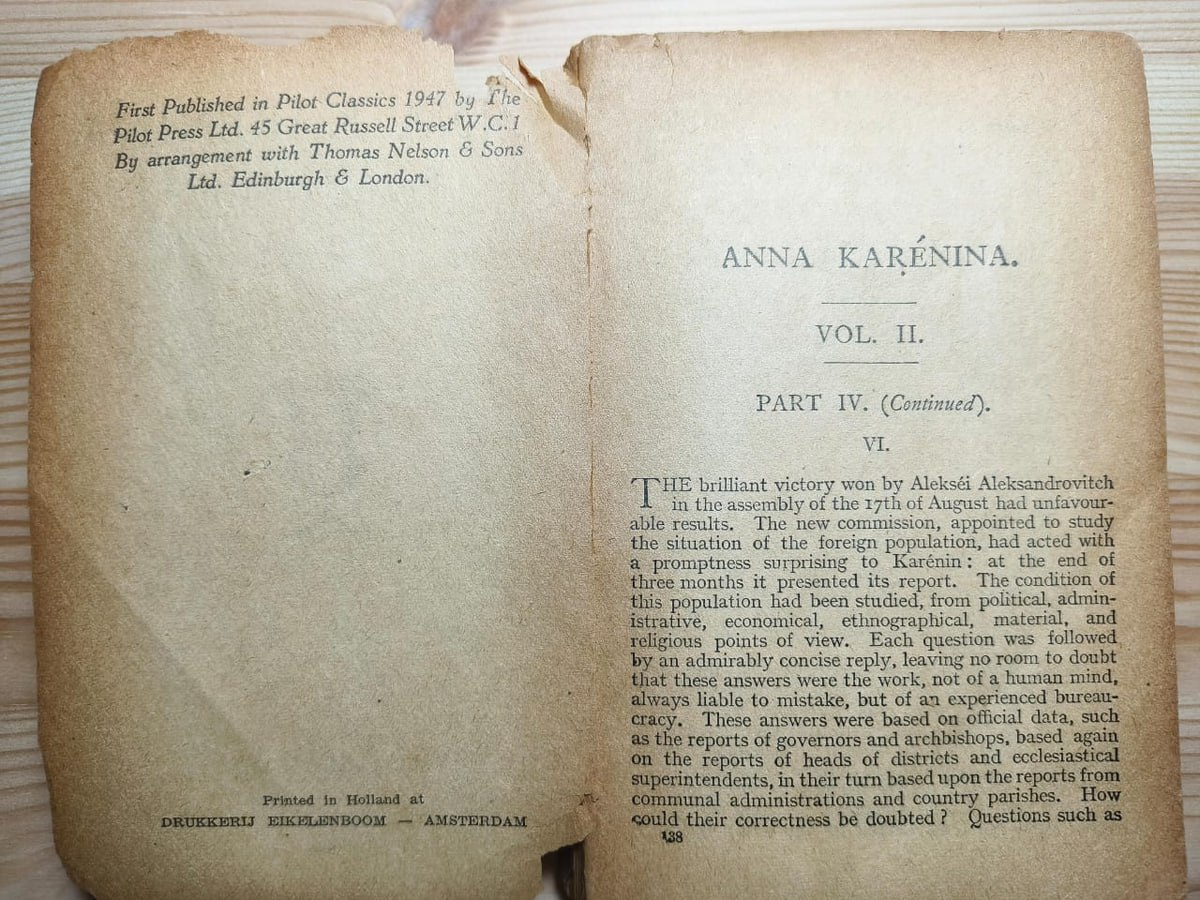 First Published in Pilot Classics 1947 by The
Pilot Press Ltd. 45 Great Russell Street W.C.1
By arrangement with Thomas Nelson & Sons
Ltd. Edinburgh & London.
Printed in Holland at
DRUKKERIJ EIKELENBOOM — AMSTERDAM
ANNA KARÉNINA.
VOL. II.
PART IV. (Continued).
VI.
THE brilliant victory won by Alekséi Aleksandrovitch
in the assembly of the 17th of August had unfavour-
able results. The new commission, appointed to study
the situation of the foreign population, had acted with
a promptness surprising to Karénin: at the end of
three months it presented its report. The condition of
this population had been studied, from political, admin-
istrative, economical, ethnographical, material, and
religious points of view. Each question was followed
by an admirably concise reply, leaving no room to doubt
that these answers were the work, not of a human mind,
always liable to mistake, but of an experienced bureau-
cracy. These answers were based on official data, such
as the reports of governors and archbishops, based again
on the reports of heads of districts and ecclesiastical
superintendents, in their turn based upon the reports from
communal administrations and country parishes. How
could their correctness be doubted? Questions such as
138